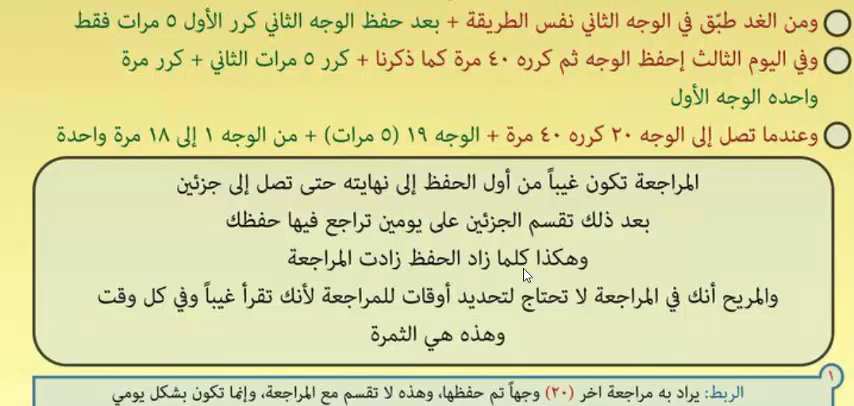 ومن الغد طبّق في الوجه الثاني نفس الطريقة + بعد حفظ الوجه الثاني كرر الأول ٥ مرات فقط
وفي اليوم الثالث إحفظ الوجه ثم كرره ٤٠ مرة كما ذكرنا + كرر ٥ مرات الثاني + كرر مرة
واحده الوجه الأول
وعندما تصل إلى الوجه ٢٠ كرره ٤٠ مرة + الوجه ١٩ (٥ مرات) + من الوجه ١ إلى ١٨ مرة واحدة
المراجعة تكون غيباً من أول الحفظ إلى نهايته حتى تصل إلى جزئين
بعد ذلك تقسم الجزئين على يومين تراجع فيها حفظك
وهكذا كلما زاد الحفظ زادت المراجعة
والمريح أنك في المراجعة لا تحتاج لتحديد أوقات للمراجعة لأنك تقرأ غيباً وفي كل وقت
وهذه هي الثمرة
١
الربط: يراد به مراجعة اخر (٢٠) وجهاً تم حفظها، وهذه لا تقسم مع المراجعة، وإنما تكون بشكل يومي